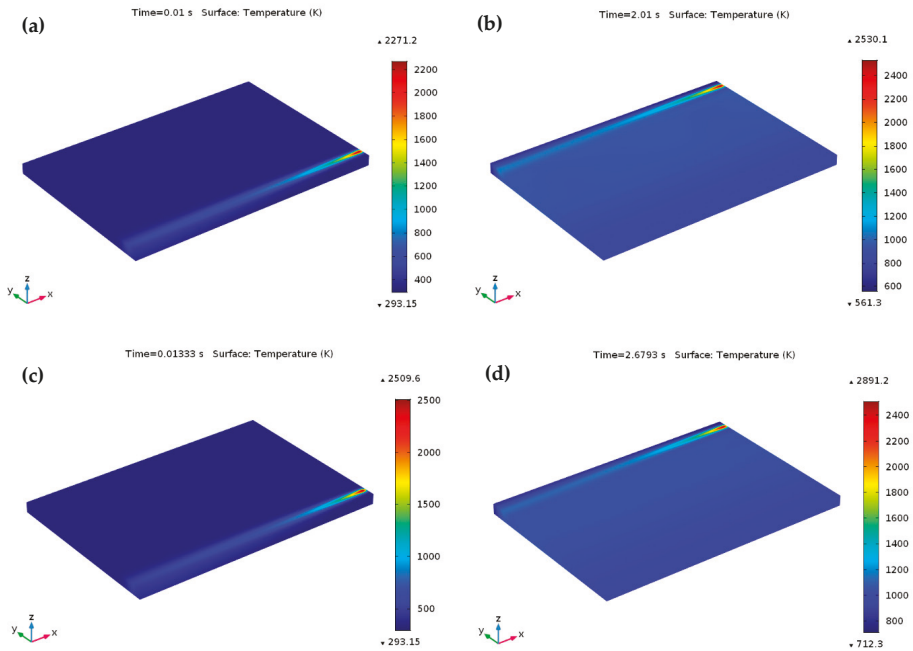 Time=0.01 s   Surface: Temperature (K)
(a)
▲ 2271.2
2200
2000
1800
1600
1400
1200
1000
800
600
400
▼ 293.15
z
y
x
Time=2.01 s   Surface: Temperature (K)
(b)
▲ 2530.1
2400
2200
2000
1800
1600
1400
1200
1000
800
600
▼ 561.3
z
y
x
Time=0.01333 s   Surface: Temperature (K)
(c)
▲ 2509.6
2500
2000
1500
1000
500
▼ 293.15
z
y
x
Time=2.6793 s   Surface: Temperature (K)
(d)
▲ 2891.2
2400
2200
2000
1800
1600
1400
1200
1000
800
▼ 712.3
z
y
x